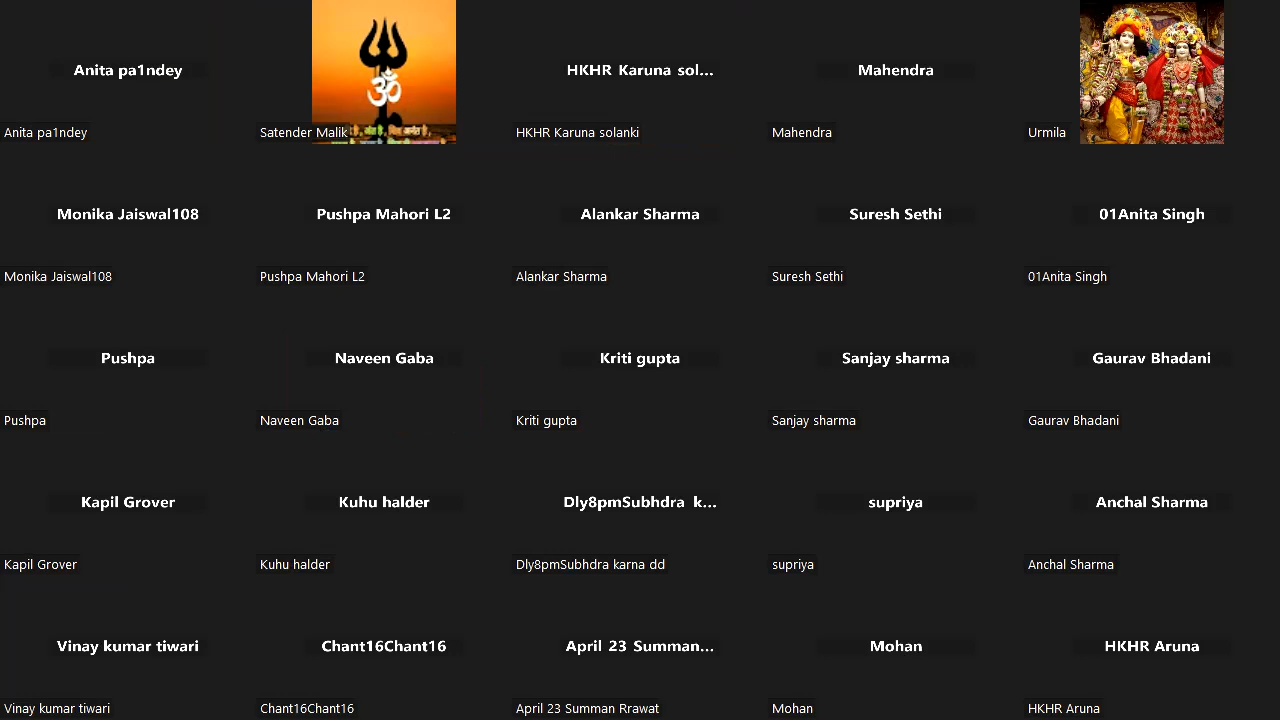 Anita pa1ndey
HKHR Karuna sol...
Mahendra
ॐ
Anita pa1ndey
Satender Malik
HKHR Karuna solanki
Mahendra
Urmila
Monika Jaiswal108
Pushpa Mahori L2
Alankar Sharma
Suresh Sethi
01Anita Singh
Monika Jaiswal108
Pushpa Mahori L2
Alankar Sharma
Suresh Sethi
01Anita Singh
Pushpa
Naveen Gaba
Kriti gupta
Sanjay sharma
Gaurav Bhadani
Pushpa
Naveen Gaba
Kriti gupta
Sanjay sharma
Gaurav Bhadani
Kapil Grover
Kuhu halder
Dly8pmSubhdra k...
supriya
Anchal Sharma
Kapil Grover
Kuhu halder
Dly8pmSubhdra karna dd
supriya
Anchal Sharma
Vinay kumar tiwari
Chant16Chant16
April 23 Summan...
Mohan
HKHR Aruna
Vinay kumar tiwari
Chant16Chant16
April 23 Summan Rrawat
Mohan
HKHR Aruna